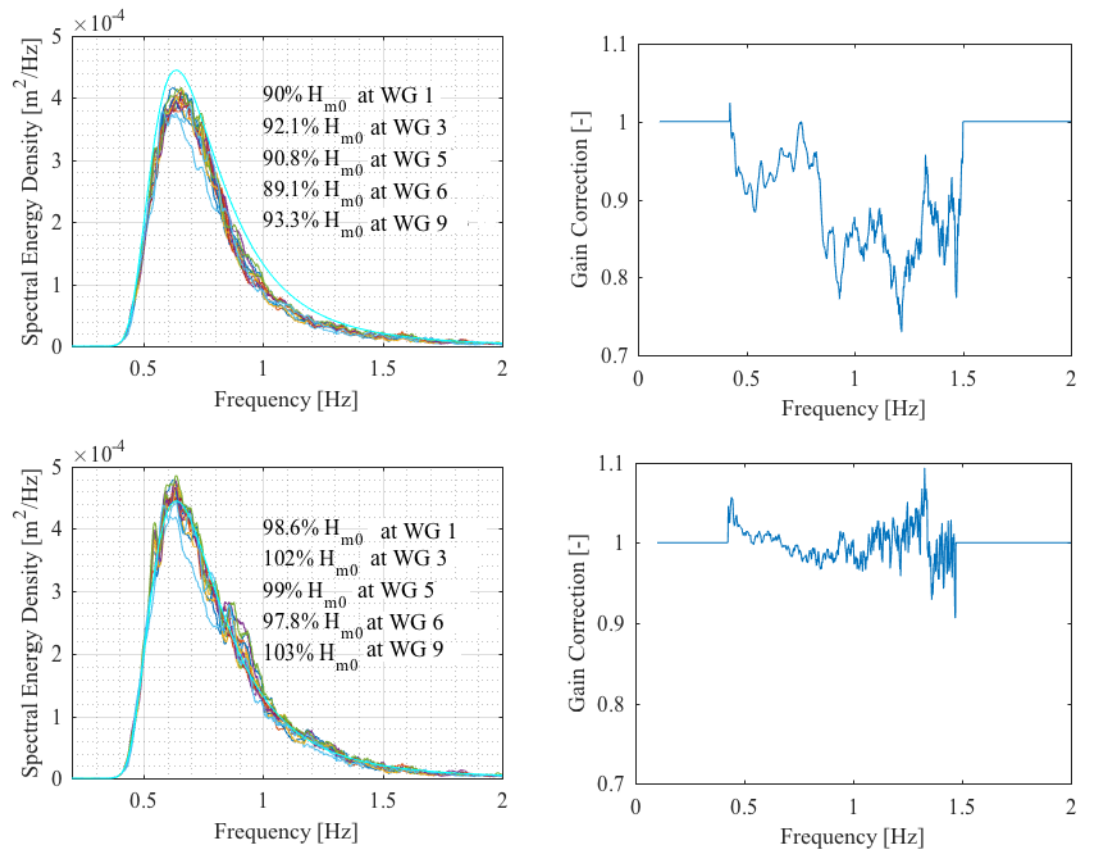 ×10⁻⁴
5
4
3
2
1
0
0.5
1
1.5
2
Spectral Energy Density [m²/Hz]
Frequency [Hz]
90% Hₘ₀ at WG 1
92.1% Hₘ₀ at WG 3
90.8% Hₘ₀ at WG 5
89.1% Hₘ₀ at WG 6
93.3% Hₘ₀ at WG 9
1.1
1
0.9
0.8
0.7
0
0.5
1
1.5
2
Gain Correction [-]
Frequency [Hz]
×10⁻⁴
5
4
3
2
1
0
0.5
1
1.5
2
Spectral Energy Density [m²/Hz]
Frequency [Hz]
98.6% Hₘ₀ at WG 1
102% Hₘ₀ at WG 3
99% Hₘ₀ at WG 5
97.8% Hₘ₀ at WG 6
103% Hₘ₀ at WG 9
1.1
1
0.9
0.8
0.7
0
0.5
1
1.5
2
Gain Correction [-]
Frequency [Hz]